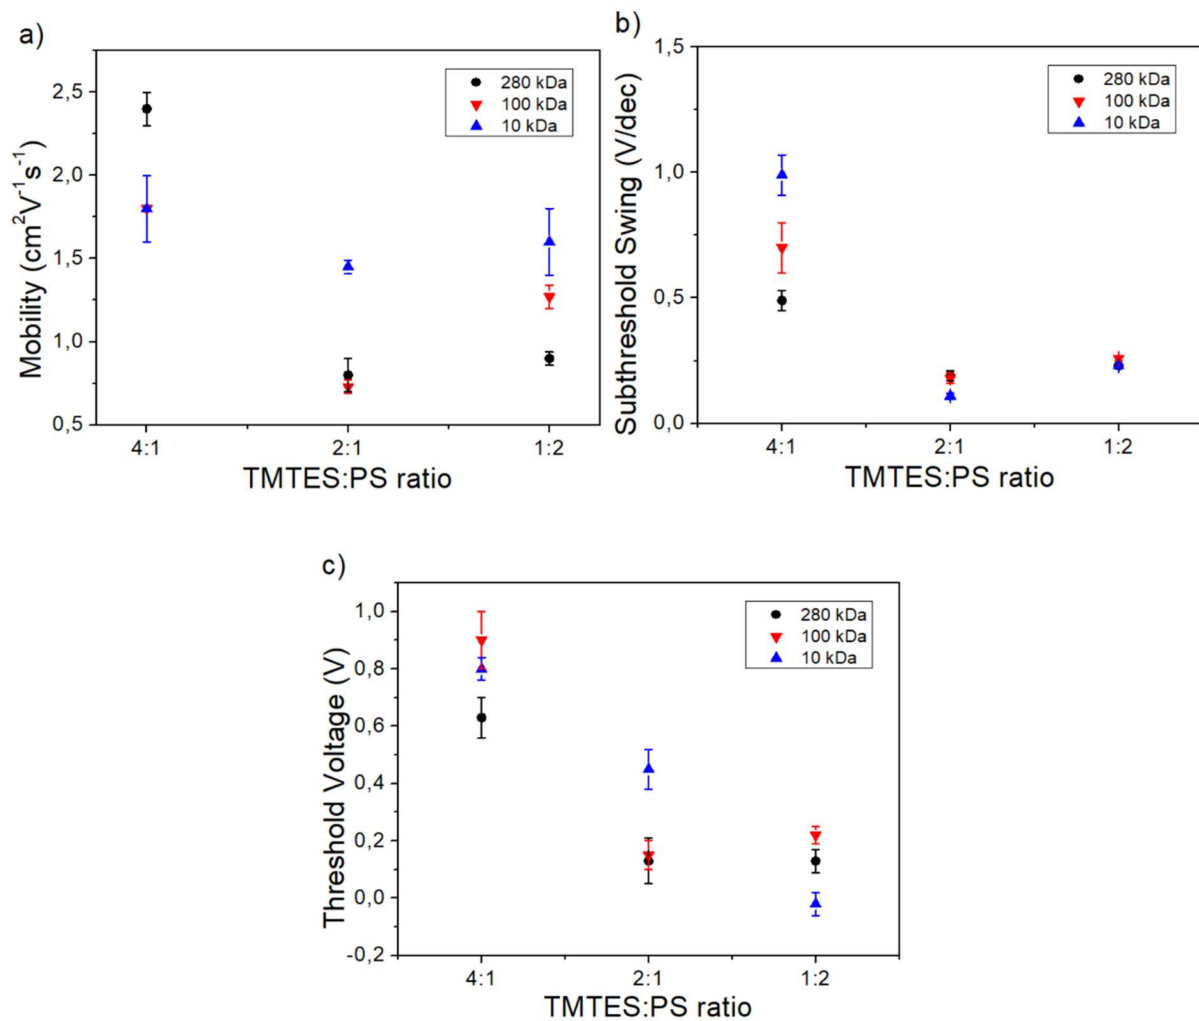 a)
Mobility (cm²V⁻¹s⁻¹)
2,5
2,0
1,5
1,0
0,5
280 kDa
100 kDa
10 kDa
4:1
2:1
1:2
TMTES:PS ratio
b)
Subthreshold Swing (V/dec)
1,5
1,0
0,5
0,0
280 kDa
100 kDa
10 kDa
4:1
2:1
1:2
TMTES:PS ratio
c)
Threshold Voltage (V)
1,0
0,8
0,6
0,4
0,2
0,0
-0,2
280 kDa
100 kDa
10 kDa
4:1
2:1
1:2
TMTES:PS ratio